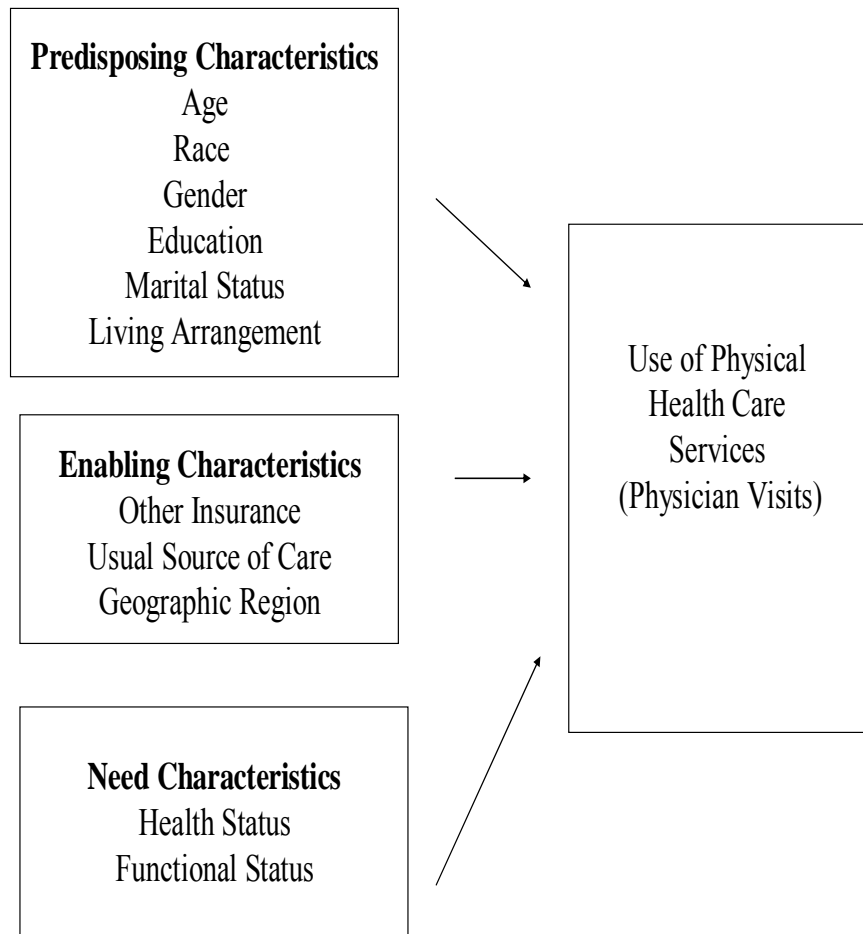 Predisposing Characteristics
Age
Race
Gender
Education
Marital Status
Living Arrangement
Enabling Characteristics
Other Insurance
Usual Source of Care
Geographic Region
Need Characteristics
Health Status
Functional Status
Use of Physical
Health Care
Services
(Physician Visits)